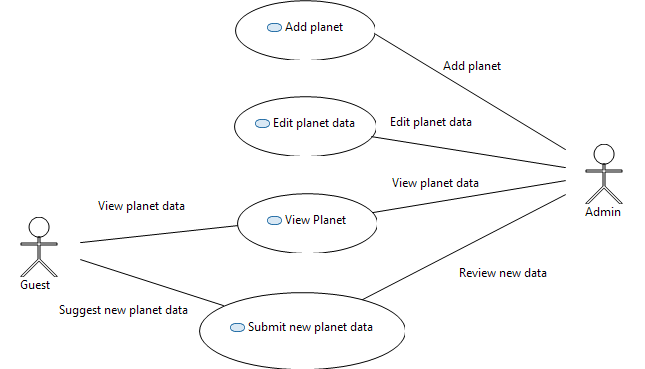 Add planet
Add planet
Edit planet data
Edit planet data
View planet data
View planet data
Admin
View Planet
Guest
Review new data
Suggest new planet data
Submit new planet data